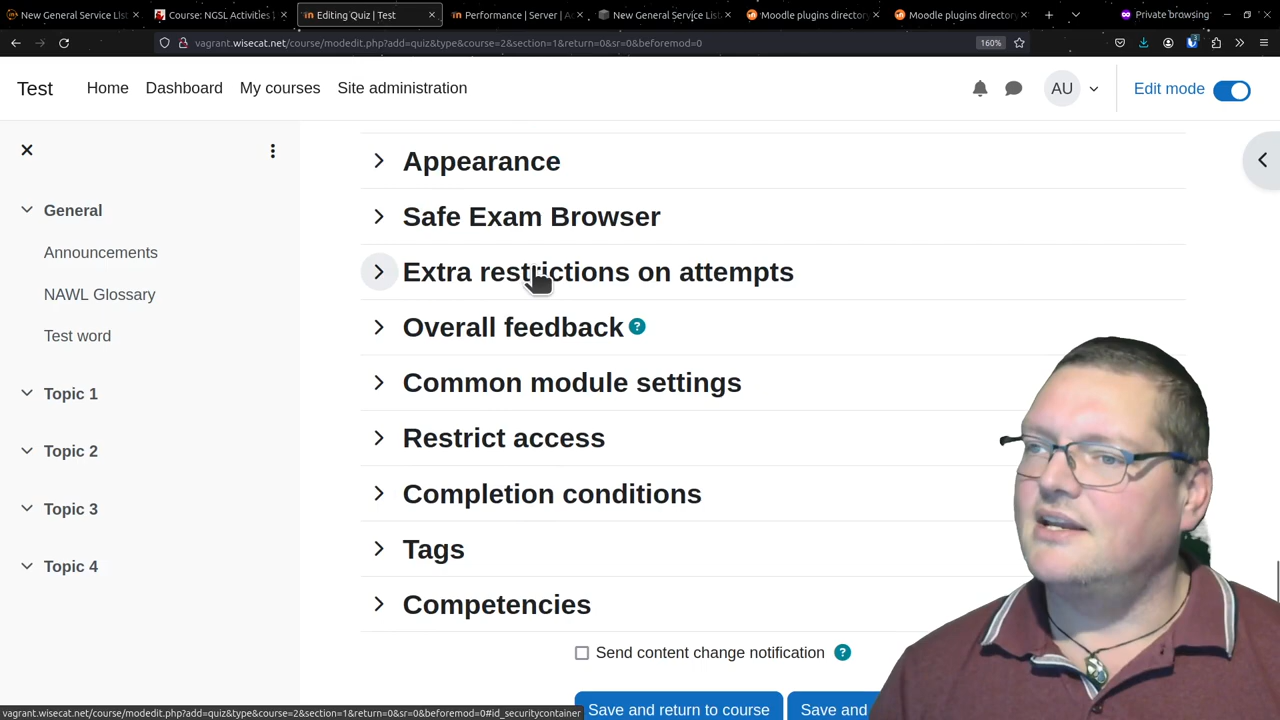 New General Service List
Course: NGSL Activities
Editing Quiz | Test
Performance | Server |
New General Service List
Moodle plugins directory
Moodle plugins directory
Private browsing
vagrant.wisecat.net/course/modedit.php?add=quiz&type&course=2&section=1&return=0&sr=0&beforemod=0
160%
3
Test
Home
Dashboard
My courses
Site administration
AU
Edit mode
General
Announcements
NAWL Glossary
Test word
Topic 1
Topic 2
Topic 3
Topic 4
Appearance
Safe Exam Browser
Extra restrictions on attempts
Overall feedback ?
Common module settings
Restrict access
Completion conditions
Tags
Competencies
Send content change notification ?
Save and return to course
Save and
vagrant.wisecat.net/course/modedit.php?add=quiz&type&course=2&section=1&return=0&sr=0&beforemod=0#id_securitycontainer